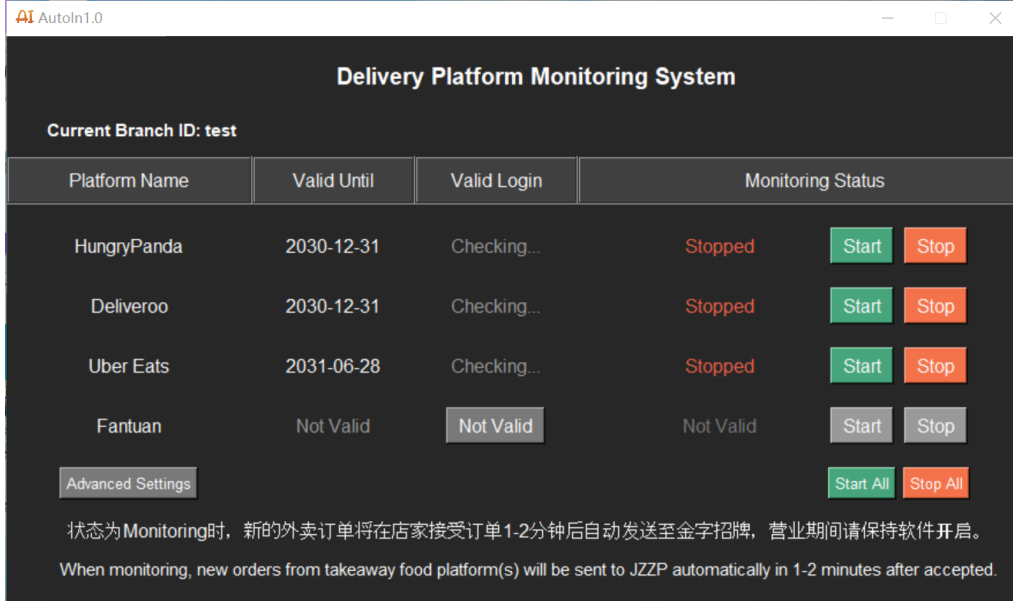 AI AutoIn1.0
Delivery Platform Monitoring System
Current Branch ID: test
Platform Name Valid Until Valid Login Monitoring Status
HungryPanda 2030-12-31 Checking... Stopped Start Stop
Deliveroo 2030-12-31 Checking... Stopped Start Stop
Uber Eats 2031-06-28 Checking... Stopped Start Stop
Fantuan Not Valid Not Valid Not Valid Start Stop
Advanced Settings Start All Stop All
状态为Monitoring时，新的外卖订单将在店家接受订单1-2分钟后自动发送至金字招牌，营业期间请保持软件开启。
When monitoring, new orders from takeaway food platform(s) will be sent to JZZP automatically in 1-2 minutes after accepted.